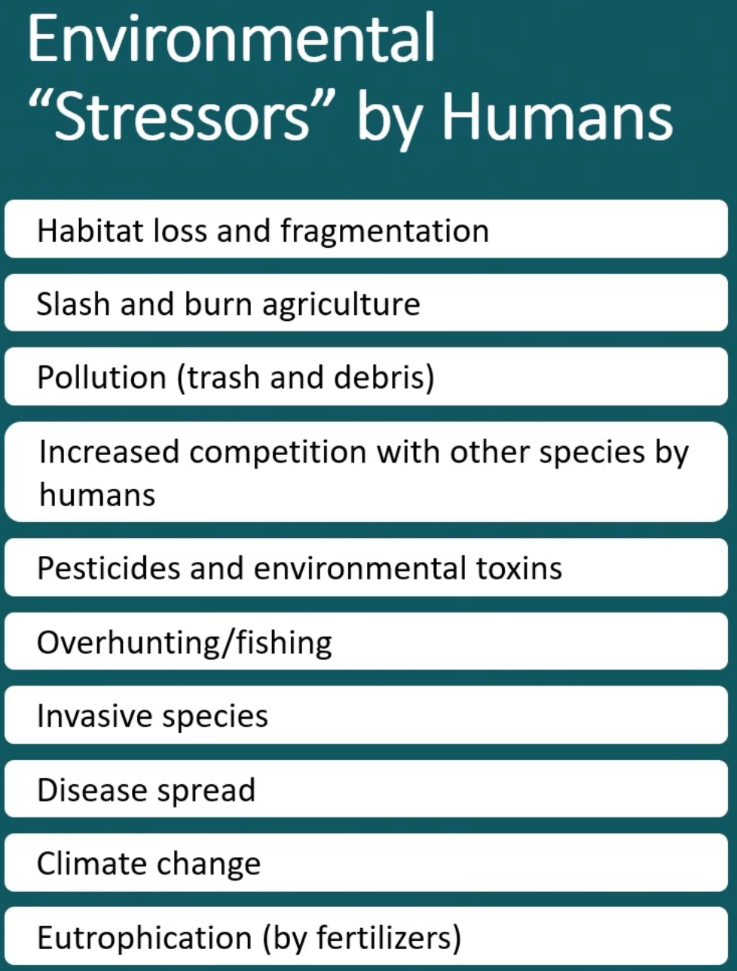 Environmental
“Stressors” by Humans
Habitat loss and fragmentation
Slash and burn agriculture
Pollution (trash and debris)
Increased competition with other species by
humans
Pesticides and environmental toxins
Overhunting/fishing
Invasive species
Disease spread
Climate change
Eutrophication (by fertilizers)